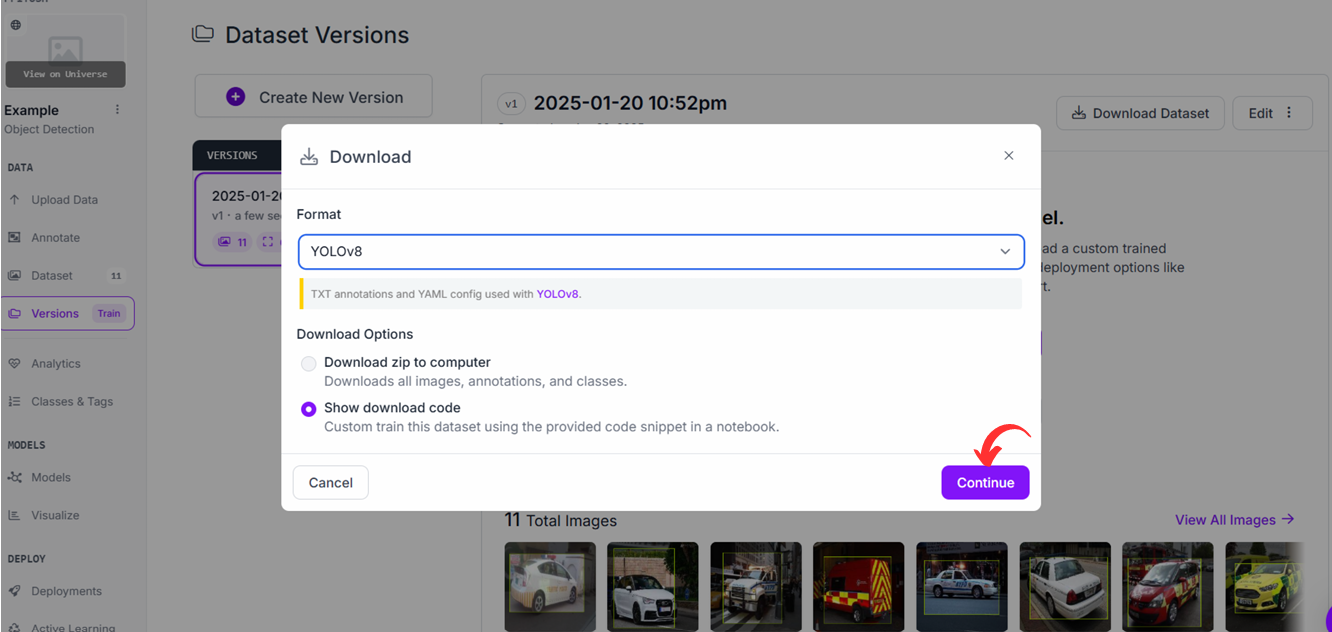 View on Universe
Example
Object Detection
DATA
Upload Data
Annotate
Dataset 11
Versions Train
Analytics
Classes & Tags
MODELS
Models
Visualize
DEPLOY
Deployments
Active Learning
Dataset Versions
Create New Version
VERSIONS
2025-01-20
v1 · a few se
11
v1 2025-01-20 10:52pm
Download Dataset
Edit
el.
ad a custom trained
deployment options like
rt.
Download
Format
YOLOv8
TXT annotations and YAML config used with YOLOv8.
Download Options
Download zip to computer
Downloads all images, annotations, and classes.
Show download code
Custom train this dataset using the provided code snippet in a notebook.
Cancel
Continue
11 Total Images
View All Images